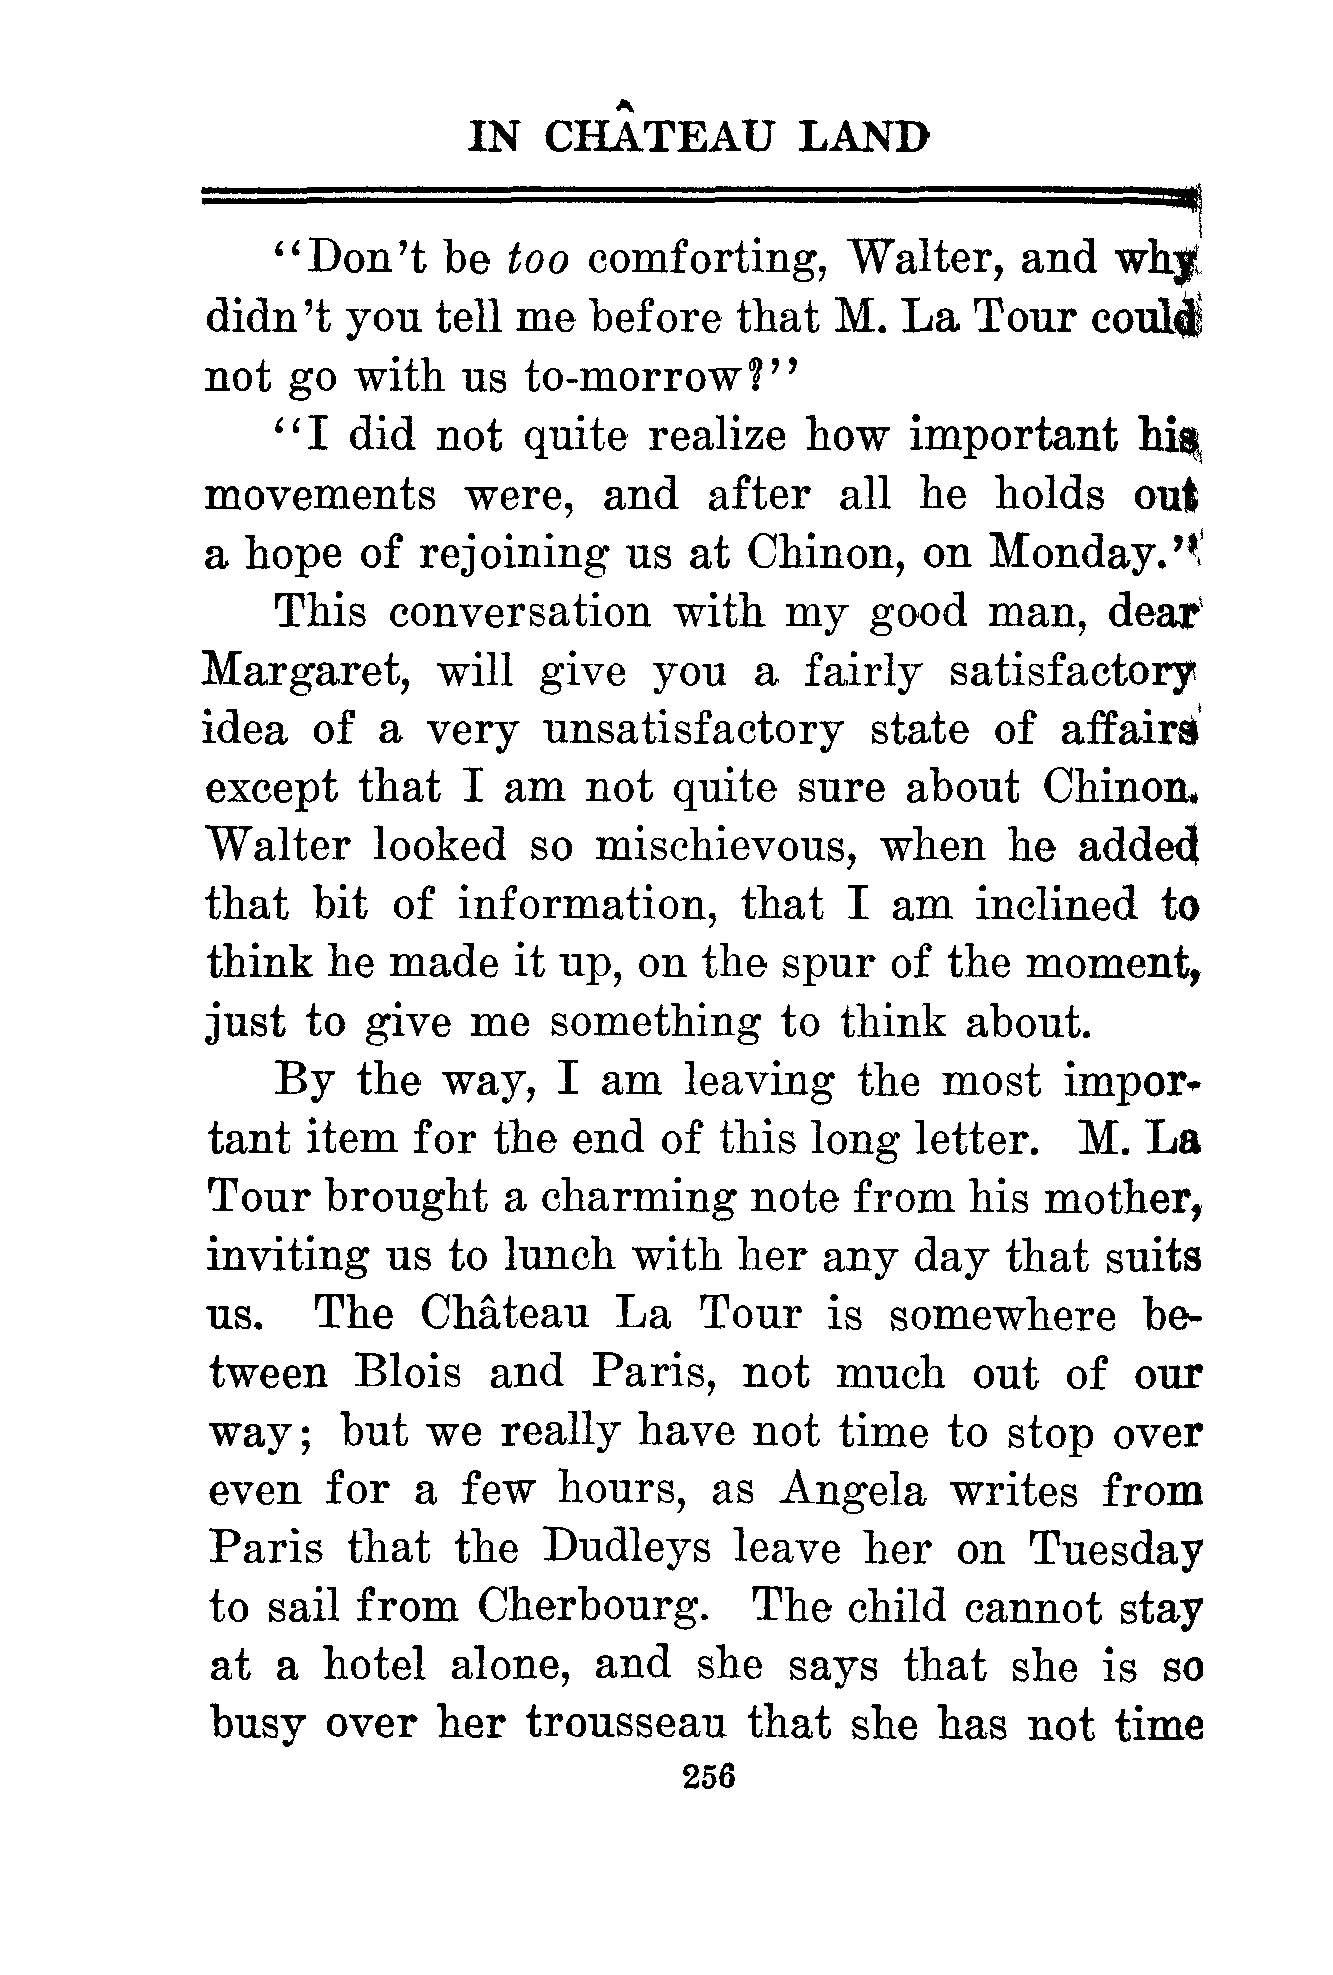 IN CHÂTEAU LAND
"Don't be too comforting, Walter, and why
didn't you tell me before that M. La Tour could
not go with us to-morrow?"
"I did not quite realize how important his
movements were, and after all he holds out
a hope of rejoining us at Chinon, on Monday."
This conversation with my good man, dear
Margaret, will give you a fairly satisfactory
idea of a very unsatisfactory state of affairs
except that I am not quite sure about Chinon.
Walter looked so mischievous, when he added
that bit of information, that I am inclined to
think he made it up, on the spur of the moment,
just to give me something to think about.
By the way, I am leaving the most impor-
tant item for the end of this long letter. M. La
Tour brought a charming note from his mother,
inviting us to lunch with her any day that suits
us. The Château La Tour is somewhere be-
tween Blois and Paris, not much out of our
way; but we really have not time to stop over
even for a few hours, as Angela writes from
Paris that the Dudleys leave her on Tuesday
to sail from Cherbourg. The child cannot stay
at a hotel alone, and she says that she is so
busy over her trousseau that she has not time
256